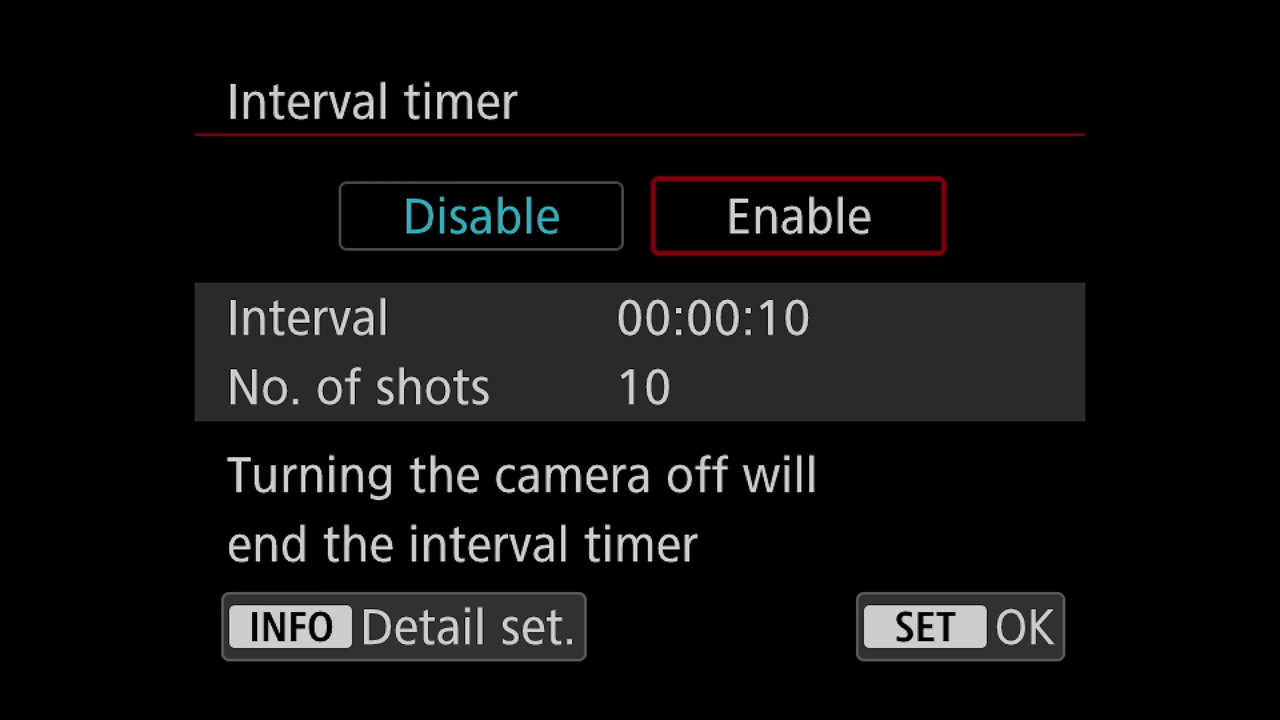 Interval timer
Disable Enable
Interval 00:00:10
No. of shots 10
Turning the camera off will
end the interval timer
INFO Detail set. SET OK